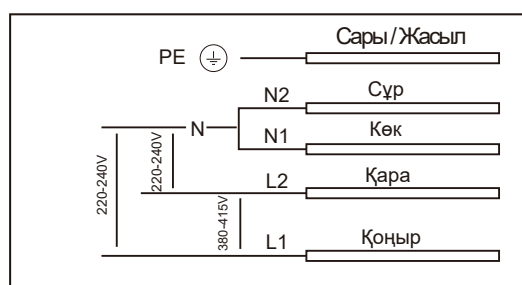 Сары / Жасыл
PE
N2 Сұр
N N1 Көк
L2 Қара
L1 Қоңыр
220-240V
220-240V
380-415V